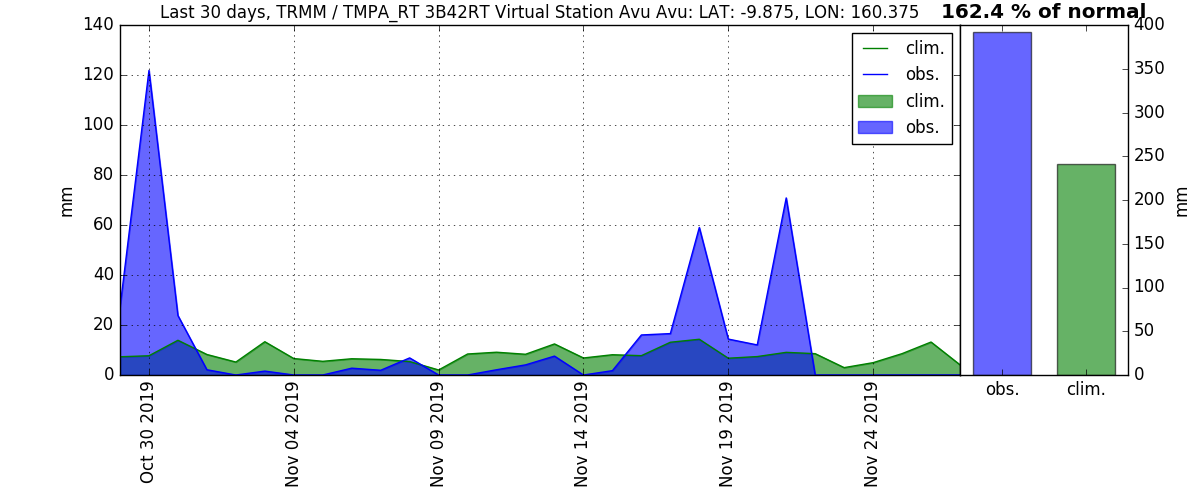 Last 30 days, TRMM / TMPA_RT 3B42RT Virtual Station Avu Avu: LAT: -9.875, LON: 160.375
162.4 % of normal
140
120
100
80
60
40
20
0
mm
clim.
obs.
clim.
obs.
Oct 30 2019
Nov 04 2019
Nov 09 2019
Nov 14 2019
Nov 19 2019
Nov 24 2019
400
350
300
250
200
150
100
50
0
mm
obs.
clim.